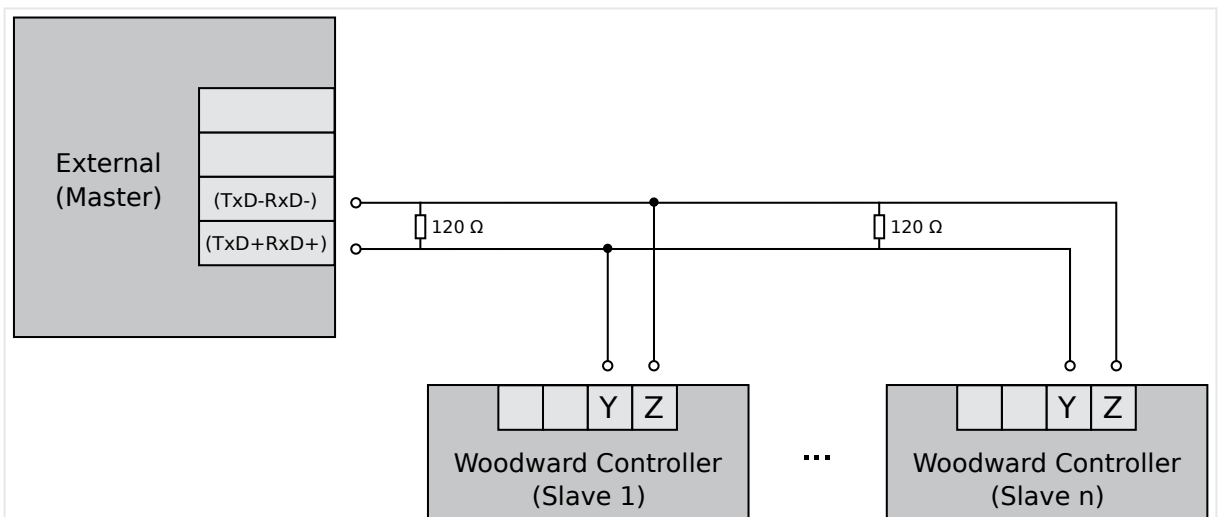 External
(Master)
(TxD-RxD-)
(TxD+RxD+)
120 Ω
120 Ω
Y Z
Y Z
Woodward Controller
(Slave 1)
...
Woodward Controller
(Slave n)